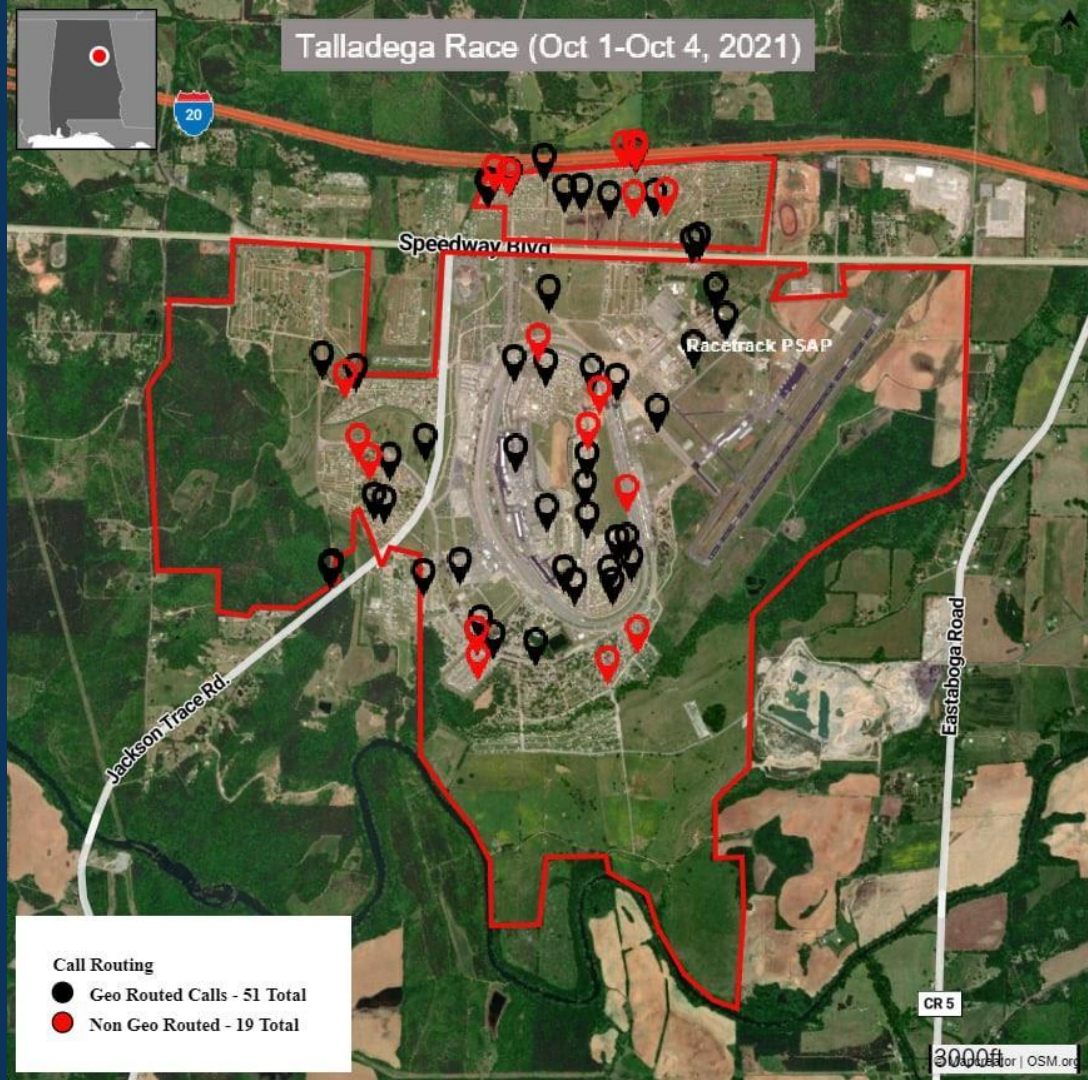 Talladega Race (Oct 1-Oct 4, 2021)
20
Speedway Blvd
Racetrack PSAP
Jackson Trace Rd.
Eastaboga Road
CR 5
Call Routing
Geo Routed Calls - 51 Total
Non Geo Routed - 19 Total
3000ft
© Mapcreator | OSM.org